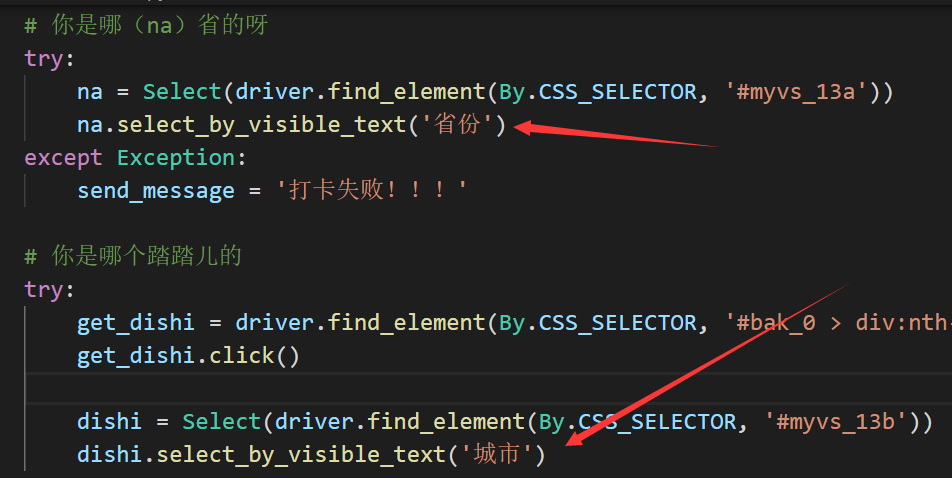 # 你是哪（na）省的呀
try:
na = Select(driver.find_element(By.CSS_SELECTOR, '#myvs_13a'))
na.select_by_visible_text('省份')
except Exception:
send_message = '打卡失败！！！'
# 你是哪个踏踏儿的
try:
get_dishi = driver.find_element(By.CSS_SELECTOR, '#bak_0 > div:nth-
get_dishi.click()
dishi = Select(driver.find_element(By.CSS_SELECTOR, '#myvs_13b'))
dishi.select_by_visible_text('城市')